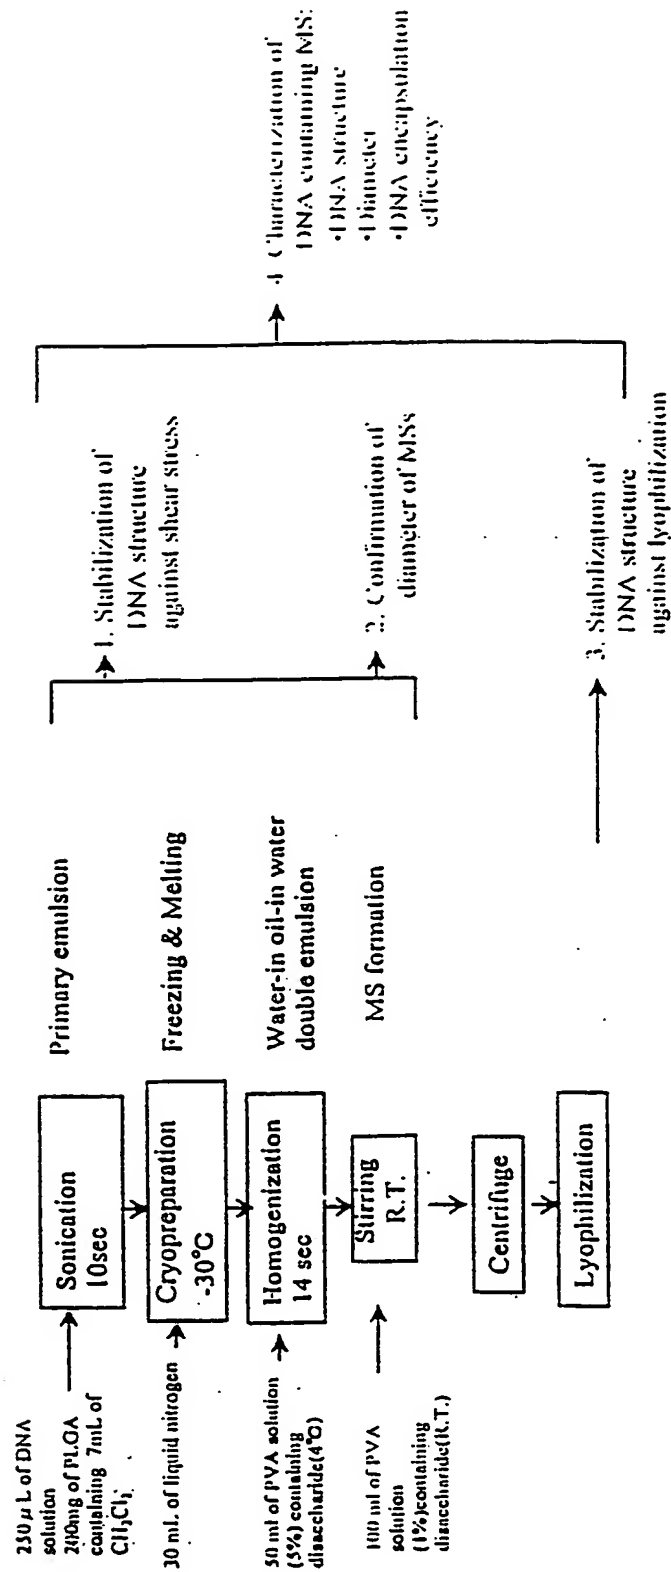 250 μL of DNA
solution
200mg of PLGA
containing 7mL of
CH₂Cl₂
Sonication
10sec
Primary emulsion
30 mL of liquid nitrogen
Cryopreparation
-30°C
Freezing & Melting
50 ml of PVA solution
(5%) containing
disaccharide(4°C)
Homogenization
14 sec
Water-in oil-in water
double emulsion
100 ml of PVA
solution
(1%)containing
disaccharide(R.T.)
Stirring
R.T.
MS formation
Centrifuge
Lyophilization
1. Stabilization of
DNA structure
against shear stress
2. Confirmation of
diameter of MSs
3. Stabilization of
DNA structure
against lyophilization
4 Characterization of
DNA containing MS:
•DNA structure
•Diameter
•DNA encapsulation
efficiency